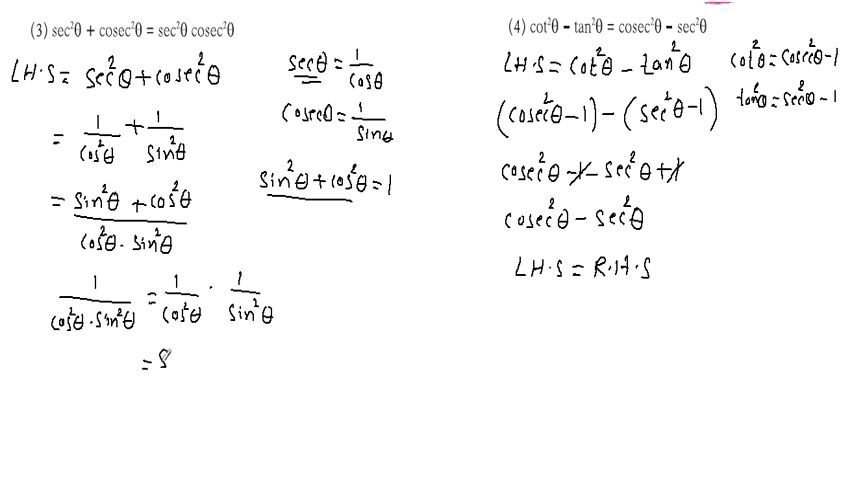 (3) sec²θ + cosec²θ = sec²θ cosec²θ
LH·S = sec²θ + cosec²θ
= 1/cos²θ + 1/sin²θ
= (sin²θ + cos²θ)/(cos²θ · sin²θ)
1/(cos²θ · sin²θ) = 1/cos²θ · 1/sin²θ
= S
secθ = 1/cosθ
cosecθ = 1/sinθ
sin²θ + cos²θ = 1
(4) cot²θ – tan²θ = cosec²θ – sec²θ
LH·S = cot²θ – tan²θ
(cosec²θ – 1) – (sec²θ – 1)
cosec²θ – 1 – sec²θ + 1
cosec²θ – sec²θ
LH·S = R·H·S
cot²θ = cosec²θ – 1
tan²θ = sec²θ – 1